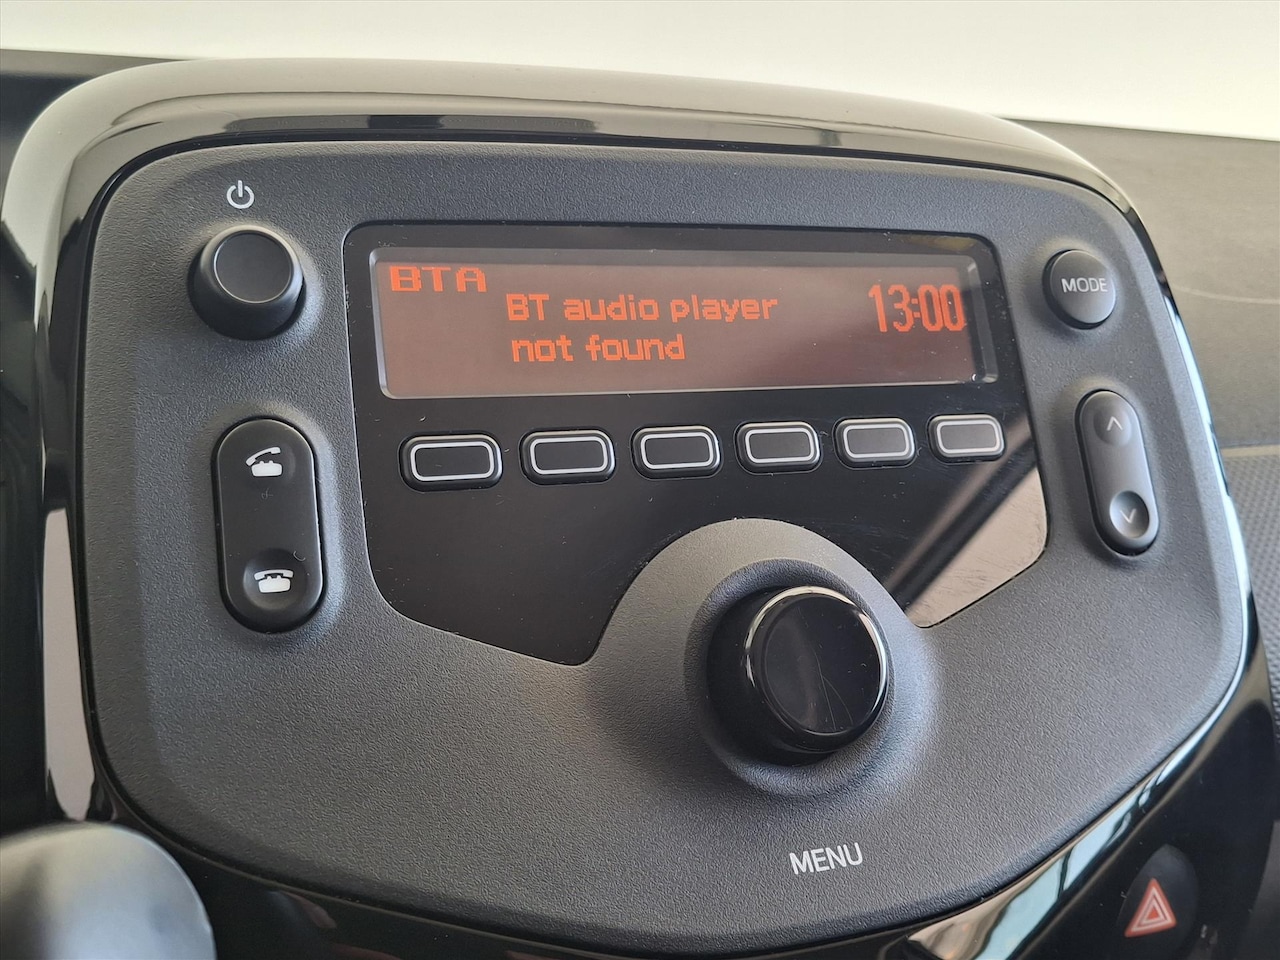 BTA
BT audio player
not found
13:00
MODE
MENU